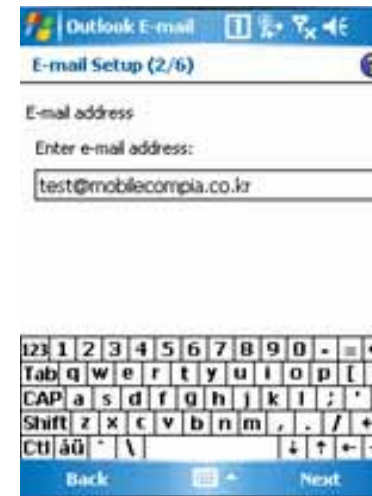 Outlook E-mail
E-mail Setup (2/6)
E-mail address
Enter e-mail address:
test@mobilecompia.co.kr
123 1 2 3 4 5 6 7 8 9 0 - =
Tab q w e r t y u i o p [
CAP a s d f g h j k l ; '
Shift z x c v b n m , . /
Ctl áü ` \ ↓ ↑ ←
Back Next